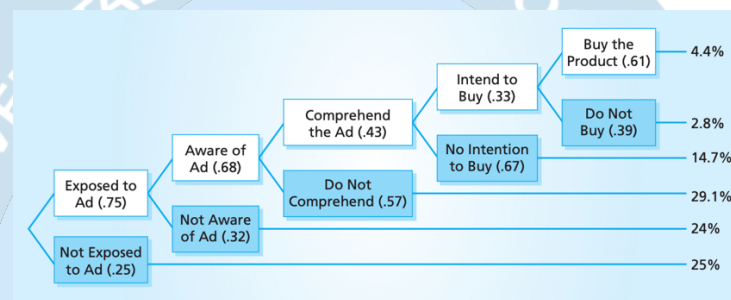 Buy the
Product (.61)
4.4%
Intend to
Buy (.33)
Do Not
Buy (.39)
2.8%
Comprehend
the Ad (.43)
No Intention
to Buy (.67)
14.7%
Aware of
Ad (.68)
Do Not
Comprehend (.57)
29.1%
Exposed to
Ad (.75)
Not Aware
of Ad (.32)
24%
Not Exposed
to Ad (.25)
25%